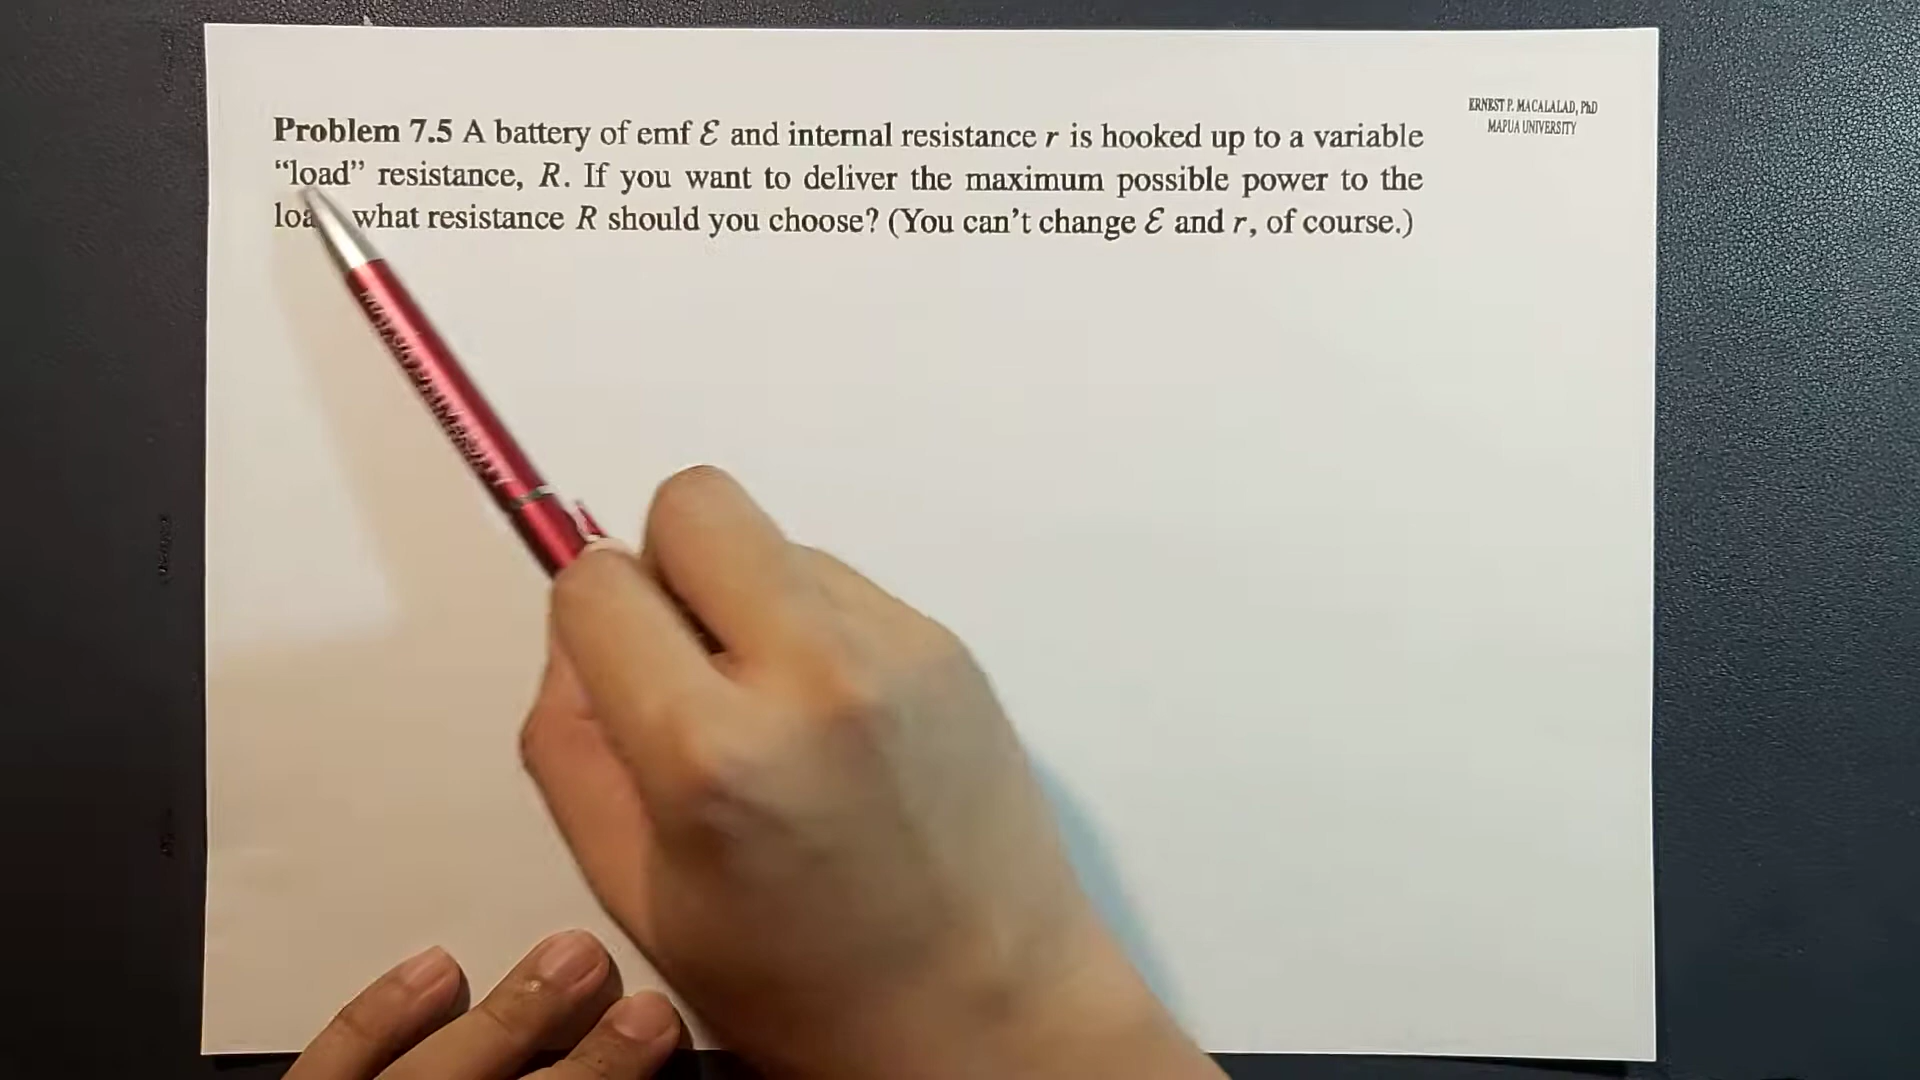 Problem 7.5 A battery of emf ℰ and internal resistance r is hooked up to a variable
“load” resistance, R. If you want to deliver the maximum possible power to the
what resistance R should you choose? (You can’t change ℰ and r, of course.)
ERNEST P. MACALALAD, PhD
MAPUA UNIVERSITY